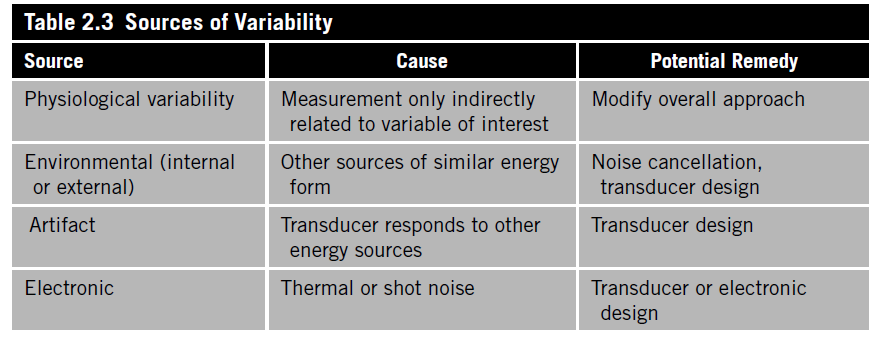 Table 2.3 Sources of Variability
Source Cause Potential Remedy
Physiological variability Measurement only indirectly related to variable of interest Modify overall approach
Environmental (internal or external) Other sources of similar energy form Noise cancellation, transducer design
Artifact Transducer responds to other energy sources Transducer design
Electronic Thermal or shot noise Transducer or electronic design